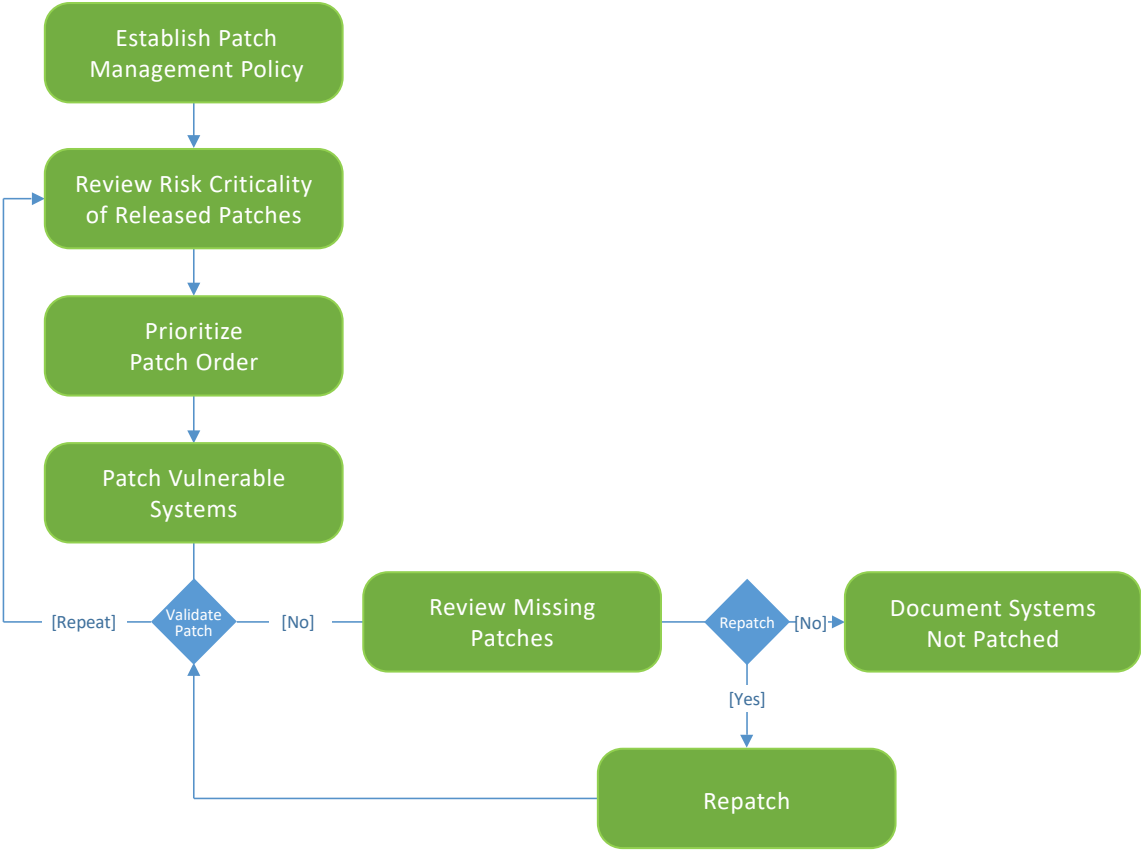 Establish Patch
Management Policy
Review Risk Criticality
of Released Patches
Prioritize
Patch Order
Patch Vulnerable
Systems
[Repeat]
Validate
Patch
[No]
Review Missing
Patches
Repatch
[No]
Document Systems
Not Patched
[Yes]
Repatch